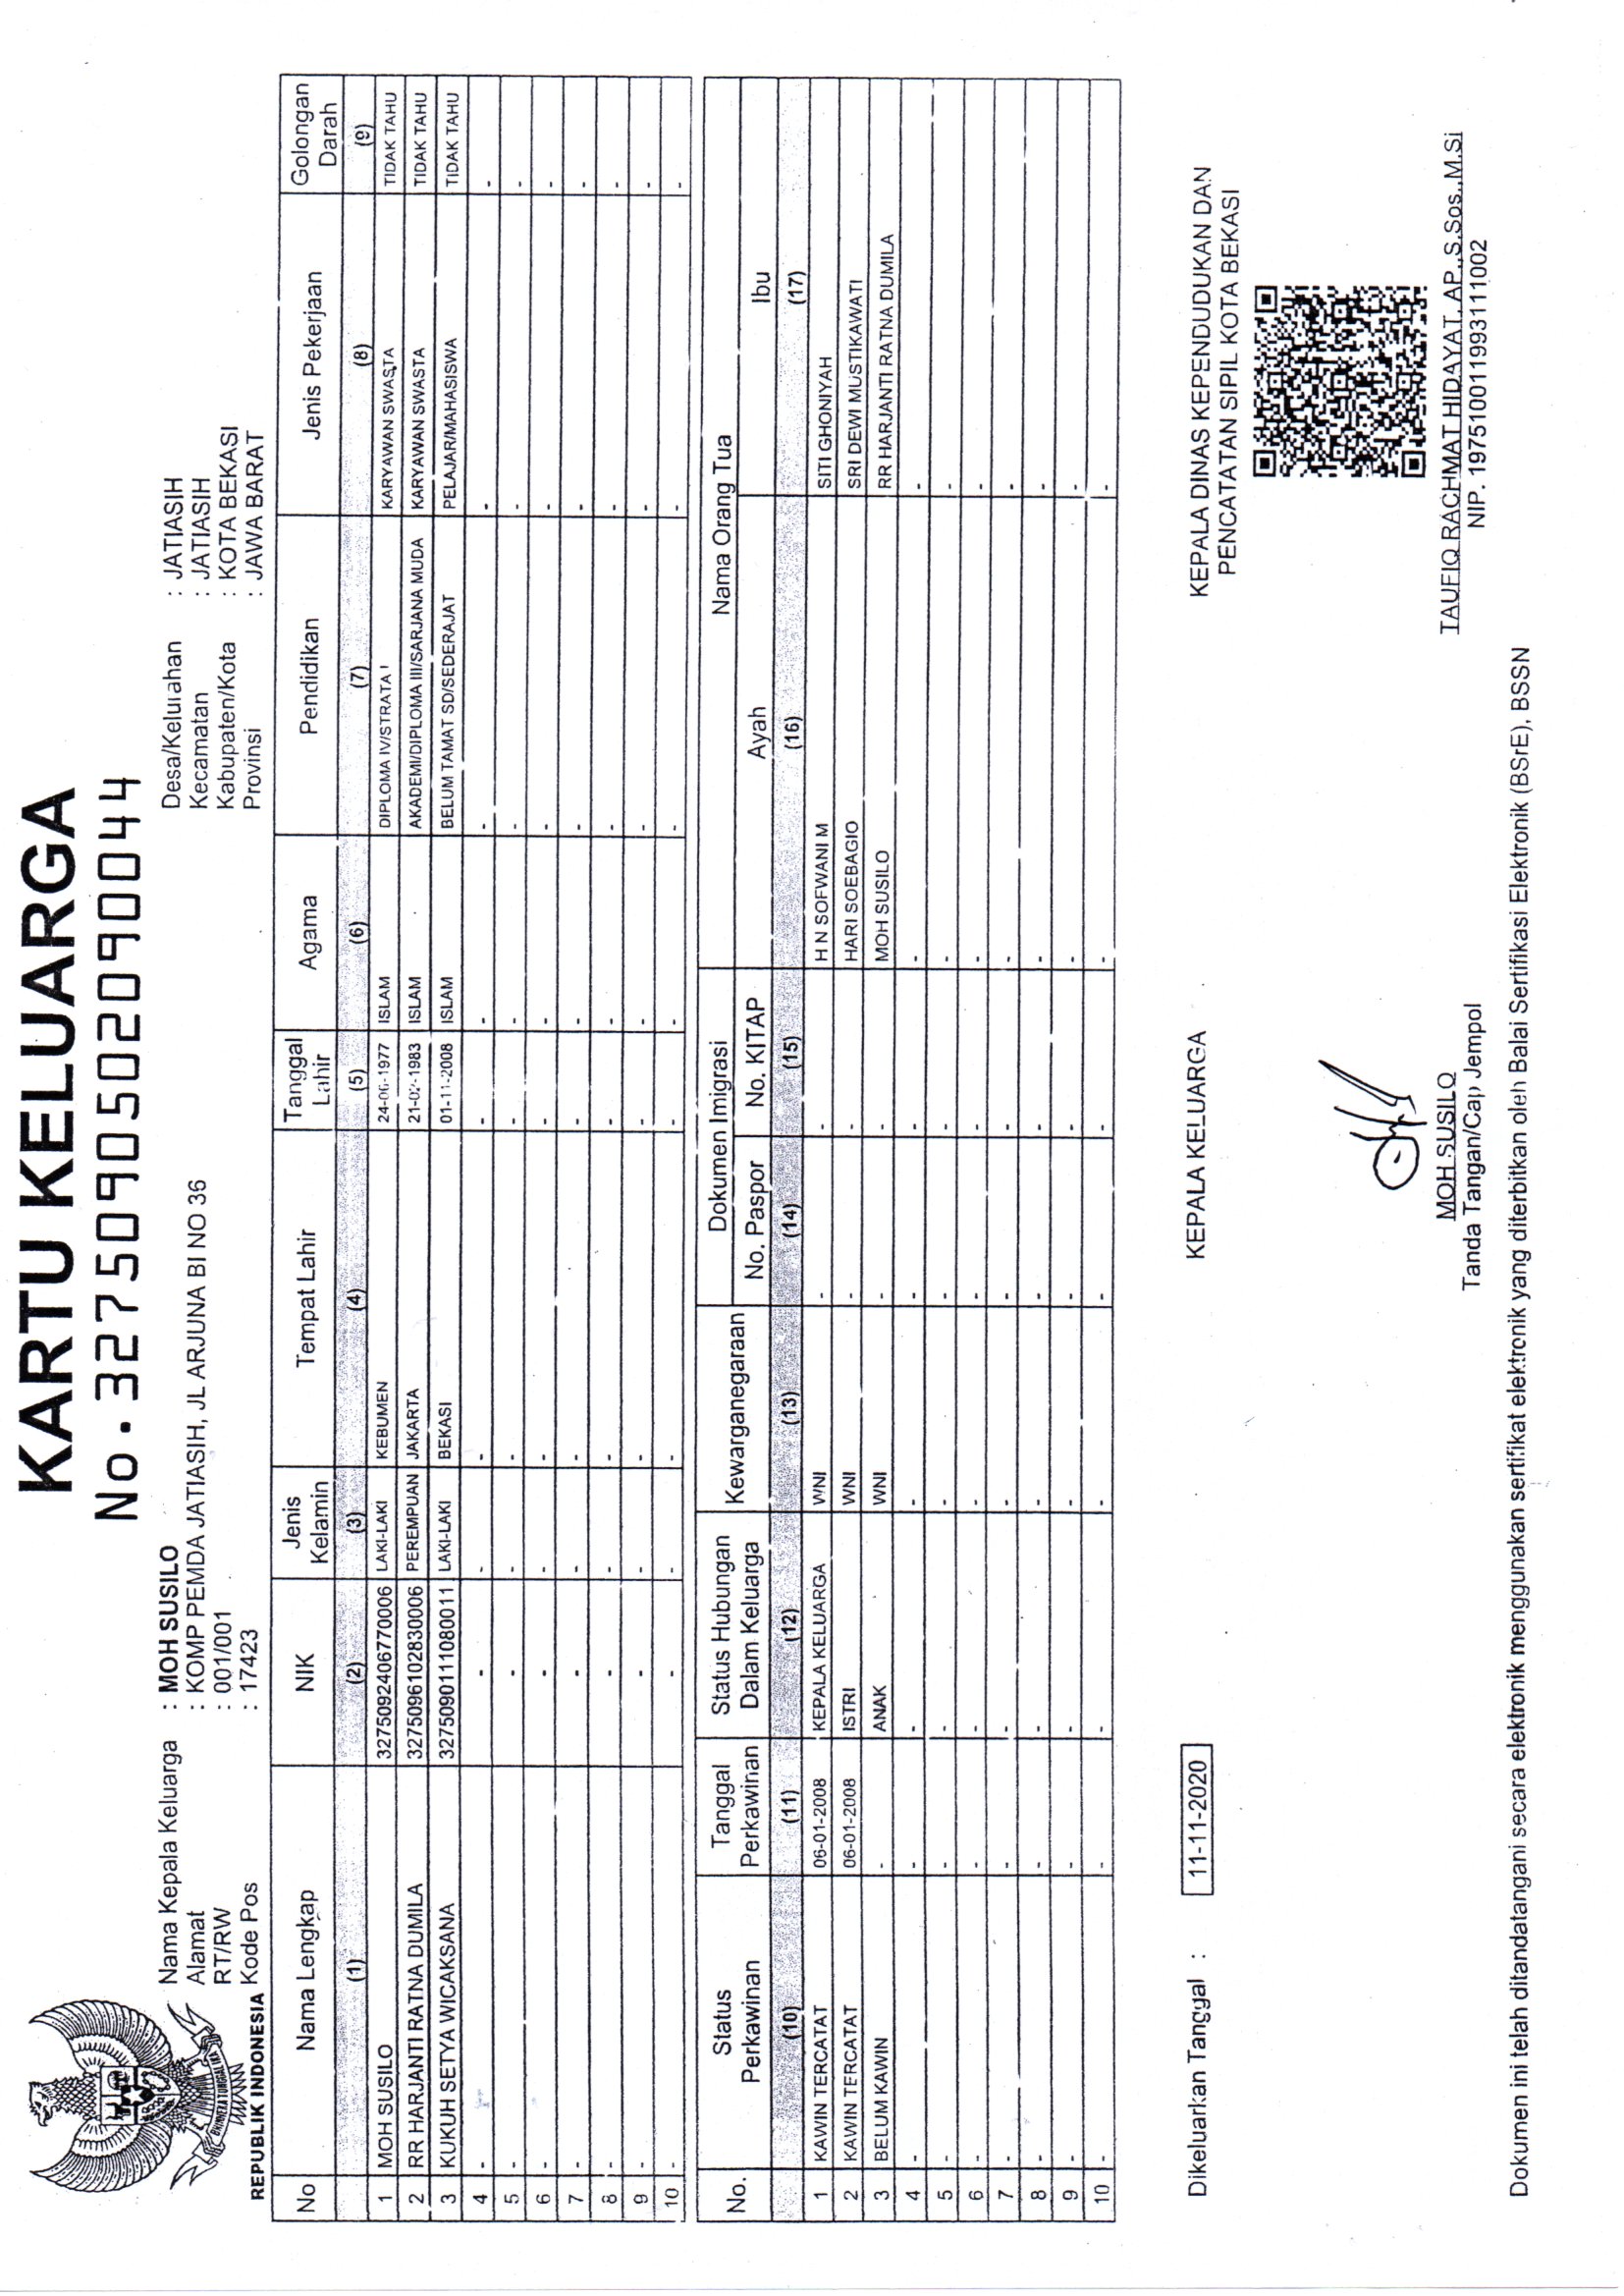 KARTU KELUARGA
No. 3275090502090044
REPUBLIK INDONESIA
BHINNEKA TUNGGAL IKA
Nama Kepala Keluarga : MOH SUSILO
Alamat : KOMP PEMDA JATIASIH, JL ARJUNA BI NO 36
RT/RW : 001/001
Kode Pos : 17423
Desa/Kelurahan : JATIASIH
Kecamatan : JATIASIH
Kabupaten/Kota : KOTA BEKASI
Provinsi : JAWA BARAT
No Nama Lengkap NIK Jenis Kelamin Tempat Lahir Tanggal Lahir Agama Pendidikan Jenis Pekerjaan Golongan Darah
(1) (2) (3) (4) (5) (6) (7) (8) (9)
1 MOH SUSILO 3275092406770006 LAKI-LAKI KEBUMEN 24-06-1977 ISLAM DIPLOMA IV/STRATA I KARYAWAN SWASTA TIDAK TAHU
2 RR HARJANTI RATNA DUMILA 3275096102830006 PEREMPUAN JAKARTA 21-02-1983 ISLAM AKADEMI/DIPLOMA III/SARJANA MUDA KARYAWAN SWASTA TIDAK TAHU
3 KUKUH SETYA WICAKSANA 3275090111080011 LAKI-LAKI BEKASI 01-11-2008 ISLAM BELUM TAMAT SD/SEDERAJAT PELAJAR/MAHASISWA TIDAK TAHU
4 - - - - - - - - -
5 - - - - - - - - -
6 - - - - - - - - -
7 - - - - - - - - -
8 - - - - - - - - -
9 - - - - - - - - -
10 - - - - - - - - -
No. Status Perkawinan Tanggal Perkawinan Status Hubungan Dalam Keluarga Kewarganegaraan Dokumen Imigrasi Nama Orang Tua
No. Paspor No. KITAP Ayah Ibu
(10) (11) (12) (13) (14) (15) (16) (17)
1 KAWIN TERCATAT 06-01-2008 KEPALA KELUARGA WNI - - H N SOFWANI M SITI GHONIYAH
2 KAWIN TERCATAT 06-01-2008 ISTRI WNI - - HARI SOEBAGIO SRI DEWI MUSTIKAWATI
3 BELUM KAWIN - ANAK WNI - - MOH SUSILO RR HARJANTI RATNA DUMILA
4 - - - - - - - -
5 - - - - - - - -
6 - - - - - - - -
7 - - - - - - - -
8 - - - - - - - -
9 - - - - - - - -
10 - - - - - - - -
Dikeluarkan Tanggal : 11-11-2020
KEPALA KELUARGA
MOH SUSILO
Tanda Tangan/Cap Jempol
KEPALA DINAS KEPENDUDUKAN DAN
PENCATATAN SIPIL KOTA BEKASI
TAUFIQ RACHMAT HIDAYAT, AP.,S.Sos.,M.Si
NIP. 197510011993111002
Dokumen ini telah ditandatangani secara elektronik menggunakan sertifikat elektronik yang diterbitkan oleh Balai Sertifikasi Elektronik (BSrE), BSSN